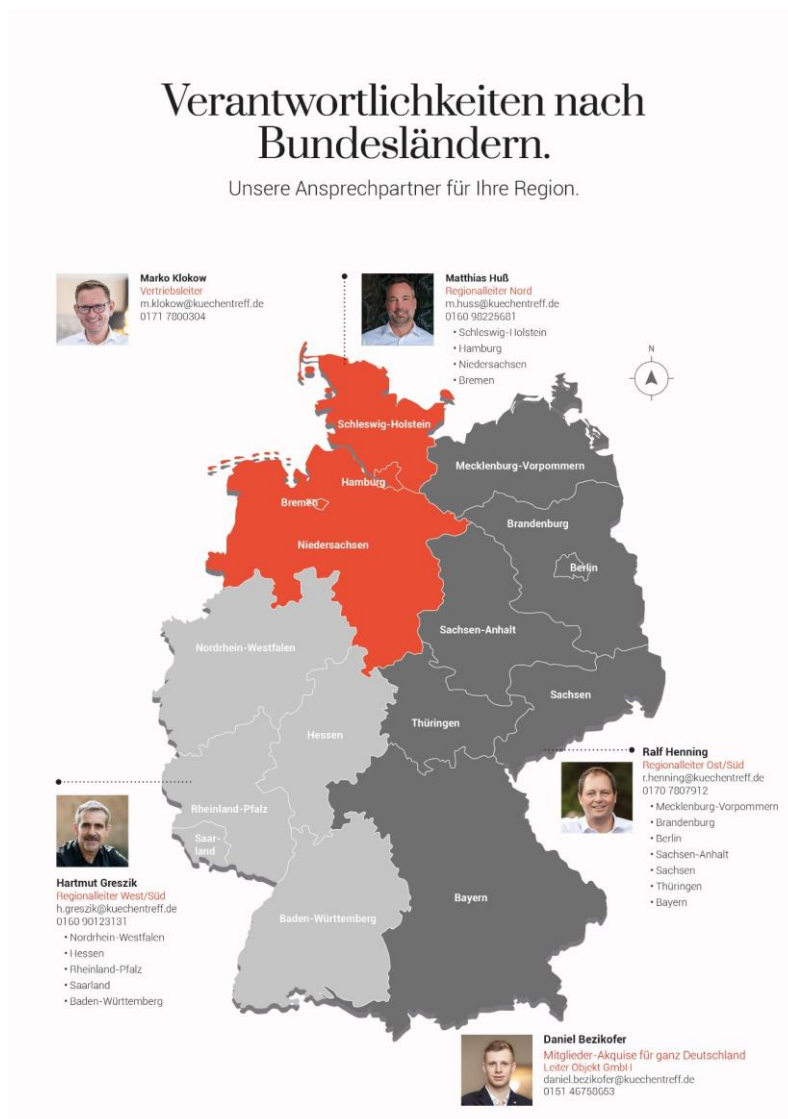 Verantwortlichkeiten nach
Bundesländern.
Unsere Ansprechpartner für Ihre Region.
Marko Klokow
Vertriebsleiter
m.klokow@kuechentreff.de
0171 7800304
Matthias Huß
Regionalleiter Nord
m.huss@kuechentreff.de
0160 98225681
• Schleswig-Holstein
• Hamburg
• Niedersachsen
• Bremen
N
Schleswig-Holstein
Mecklenburg-Vorpommern
Hamburg
Bremen
Brandenburg
Niedersachsen
Berlin
Sachsen-Anhalt
Nordrhein-Westfalen
Sachsen
Thüringen
Hessen
Rheinland-Pfalz
Saar-
land
Bayern
Baden-Württemberg
Ralf Henning
Regionalleiter Ost/Süd
r.henning@kuechentreff.de
0170 7807912
• Mecklenburg-Vorpommern
• Brandenburg
• Berlin
• Sachsen-Anhalt
• Sachsen
• Thüringen
• Bayern
Hartmut Greszik
Regionalleiter West/Süd
h.greszik@kuechentreff.de
0160 90123131
• Nordrhein-Westfalen
• Hessen
• Rheinland-Pfalz
• Saarland
• Baden-Württemberg
Daniel Bezikofer
Mitglieder-Akquise für ganz Deutschland
Leiter Objekt GmbH
daniel.bezikofer@kuechentreff.de
0151 46758653